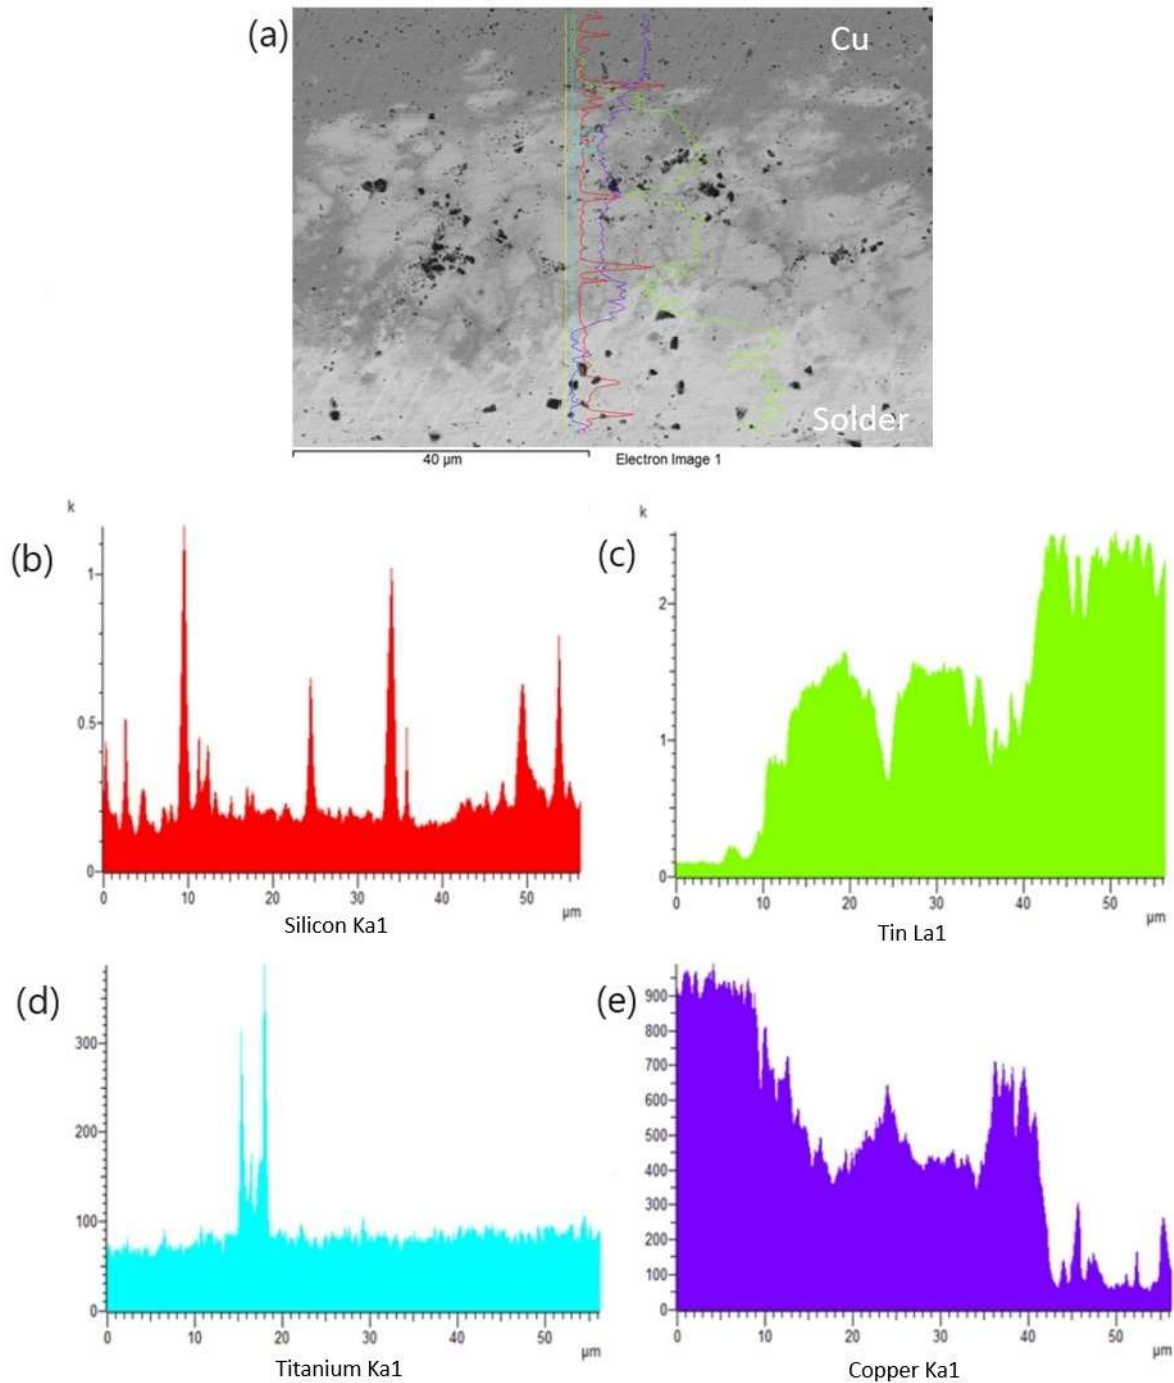 (a)
Cu
Solder
40 µm
Electron Image 1
k
(b)
1
0.5
0
0 10 20 30 40 50
µm
Silicon Ka1
k
(c)
2
1
0
0 10 20 30 40 50
µm
Tin La1
(d)
300
200
100
0
0 10 20 30 40 50
µm
Titanium Ka1
(e)
900
800
700
600
500
400
300
200
100
0
0 10 20 30 40 50
µm
Copper Ka1